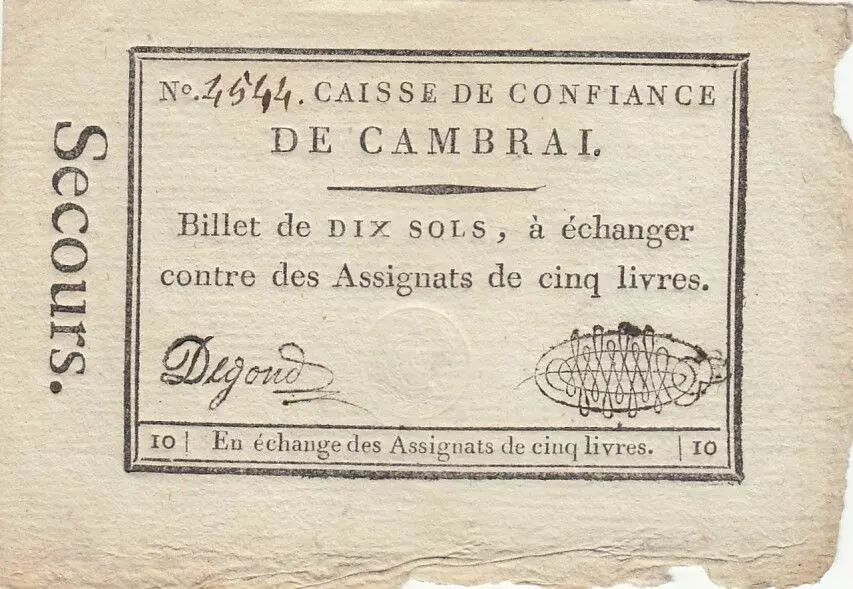 Secours.
No. 4544. CAISSE DE CONFIANCE
DE CAMBRAI.
Billet de DIX SOLS, à échanger
contre des Assignats de cinq livres.
Degond
10 | En échange des Assignats de cinq livres. | 10